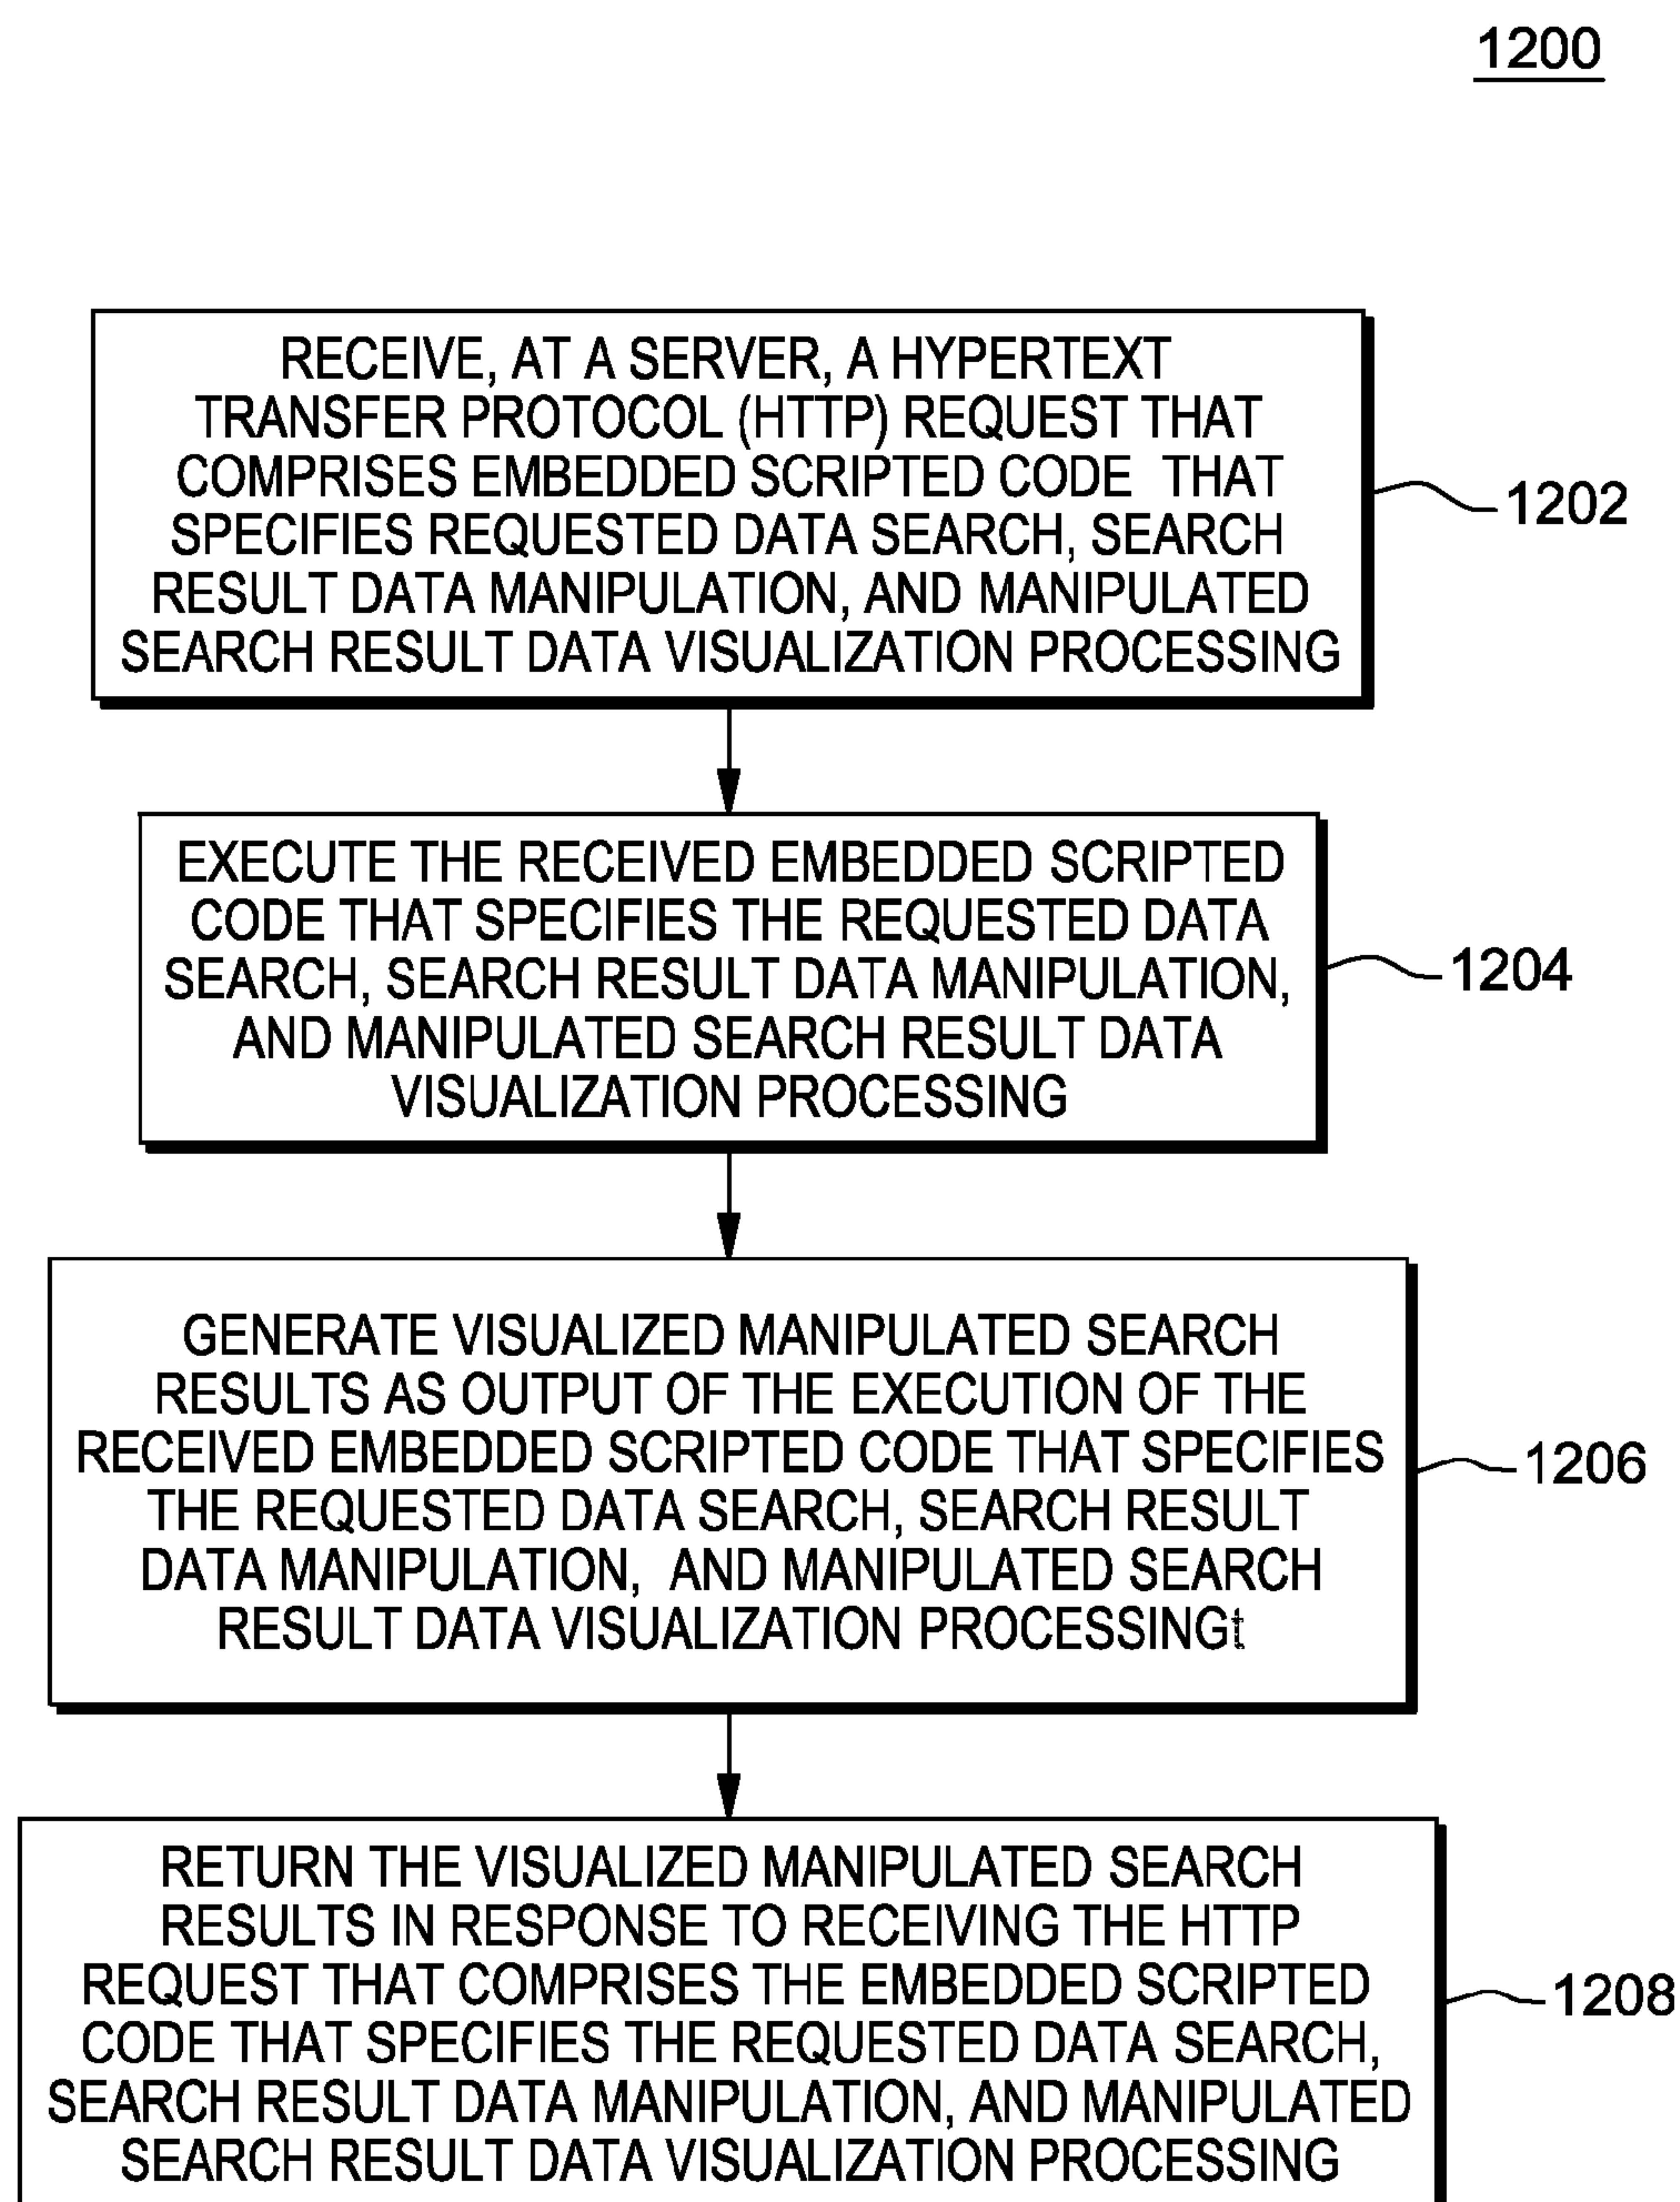 1200
RECEIVE, AT A SERVER, A HYPERTEXT
TRANSFER PROTOCOL (HTTP) REQUEST THAT
COMPRISES EMBEDDED SCRIPTED CODE THAT
SPECIFIES REQUESTED DATA SEARCH, SEARCH
RESULT DATA MANIPULATION, AND MANIPULATED
SEARCH RESULT DATA VISUALIZATION PROCESSING
1202
EXECUTE THE RECEIVED EMBEDDED SCRIPTED
CODE THAT SPECIFIES THE REQUESTED DATA
SEARCH, SEARCH RESULT DATA MANIPULATION,
AND MANIPULATED SEARCH RESULT DATA
VISUALIZATION PROCESSING
1204
GENERATE VISUALIZED MANIPULATED SEARCH
RESULTS AS OUTPUT OF THE EXECUTION OF THE
RECEIVED EMBEDDED SCRIPTED CODE THAT SPECIFIES
THE REQUESTED DATA SEARCH, SEARCH RESULT
DATA MANIPULATION, AND MANIPULATED SEARCH
RESULT DATA VISUALIZATION PROCESSINGt
1206
RETURN THE VISUALIZED MANIPULATED SEARCH
RESULTS IN RESPONSE TO RECEIVING THE HTTP
REQUEST THAT COMPRISES THE EMBEDDED SCRIPTED
CODE THAT SPECIFIES THE REQUESTED DATA SEARCH,
SEARCH RESULT DATA MANIPULATION, AND MANIPULATED
SEARCH RESULT DATA VISUALIZATION PROCESSING
1208